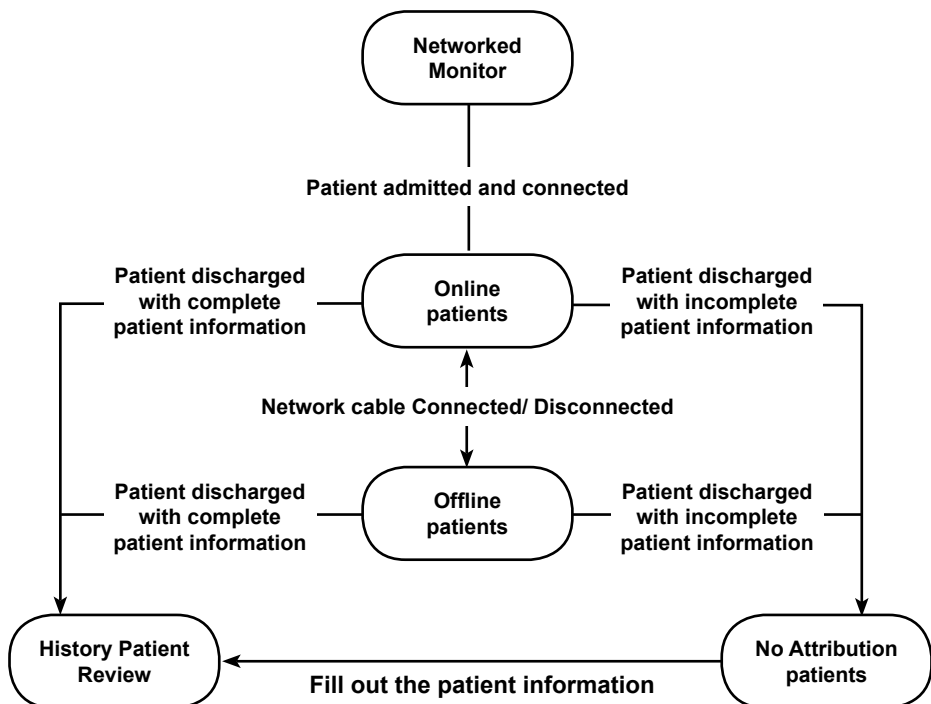 Networked
Monitor
Patient admitted and connected
Patient discharged
with complete
patient information
Online
patients
Patient discharged
with incomplete
patient information
Network cable Connected/ Disconnected
Patient discharged
with complete
patient information
Offline
patients
Patient discharged
with incomplete
patient information
History Patient
Review
Fill out the patient information
No Attribution
patients